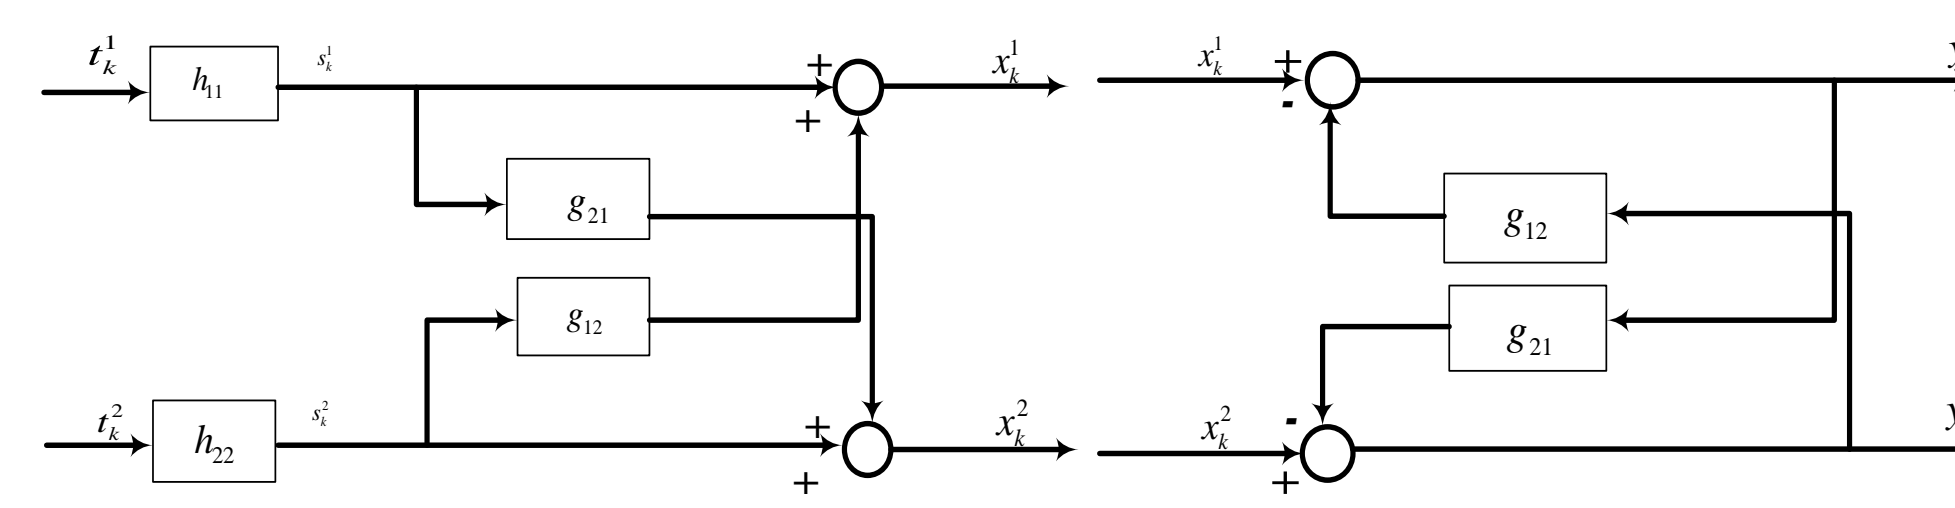 t_k^1
h_11
s_k^1
+
+
x_k^1
g_21
g_12
t_k^2
h_22
s_k^2
+
+
x_k^2
x_k^1
+
-
g_12
g_21
x_k^2
-
+